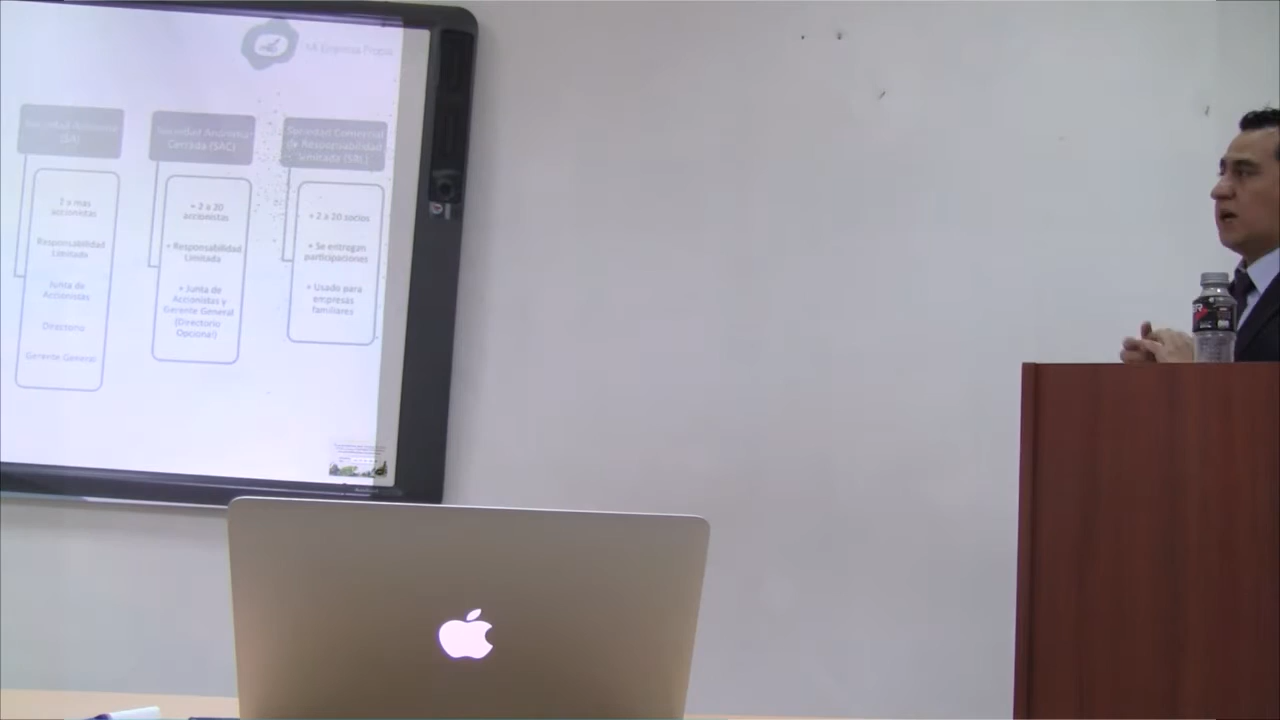 Mi Empresa Propia
Sociedad Anónima
(SA)
2 y mas
accionistas
Responsabilidad
Limitada
Junta de
Accionistas
Directorio
Gerente General
Sociedad Anónima
Cerrada (SAC)
• 2 a 20
accionistas
• Responsabilidad
Limitada
• Junta de
Accionistas y
Gerente General
(Directorio
Opcional)
Sociedad Comercial
de Responsabilidad
Limitada (SRL)
• 2 a 20 socios
• Se entregan
participaciones
• Usado para
empresas
familiares